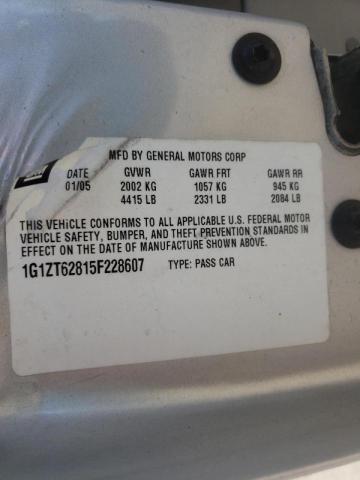 MFD BY GENERAL MOTORS CORP
DATE GVWR GAWR FRT GAWR RR
01/05 2002 KG 1057 KG 945 KG
4415 LB 2331 LB 2084 LB
THIS VEHICLE CONFORMS TO ALL APPLICABLE U.S. FEDERAL MOTOR
VEHICLE SAFETY, BUMPER, AND THEFT PREVENTION STANDARDS IN
EFFECT ON THE DATE OF MANUFACTURE SHOWN ABOVE.
1G1ZT62815F228607 TYPE: PASS CAR